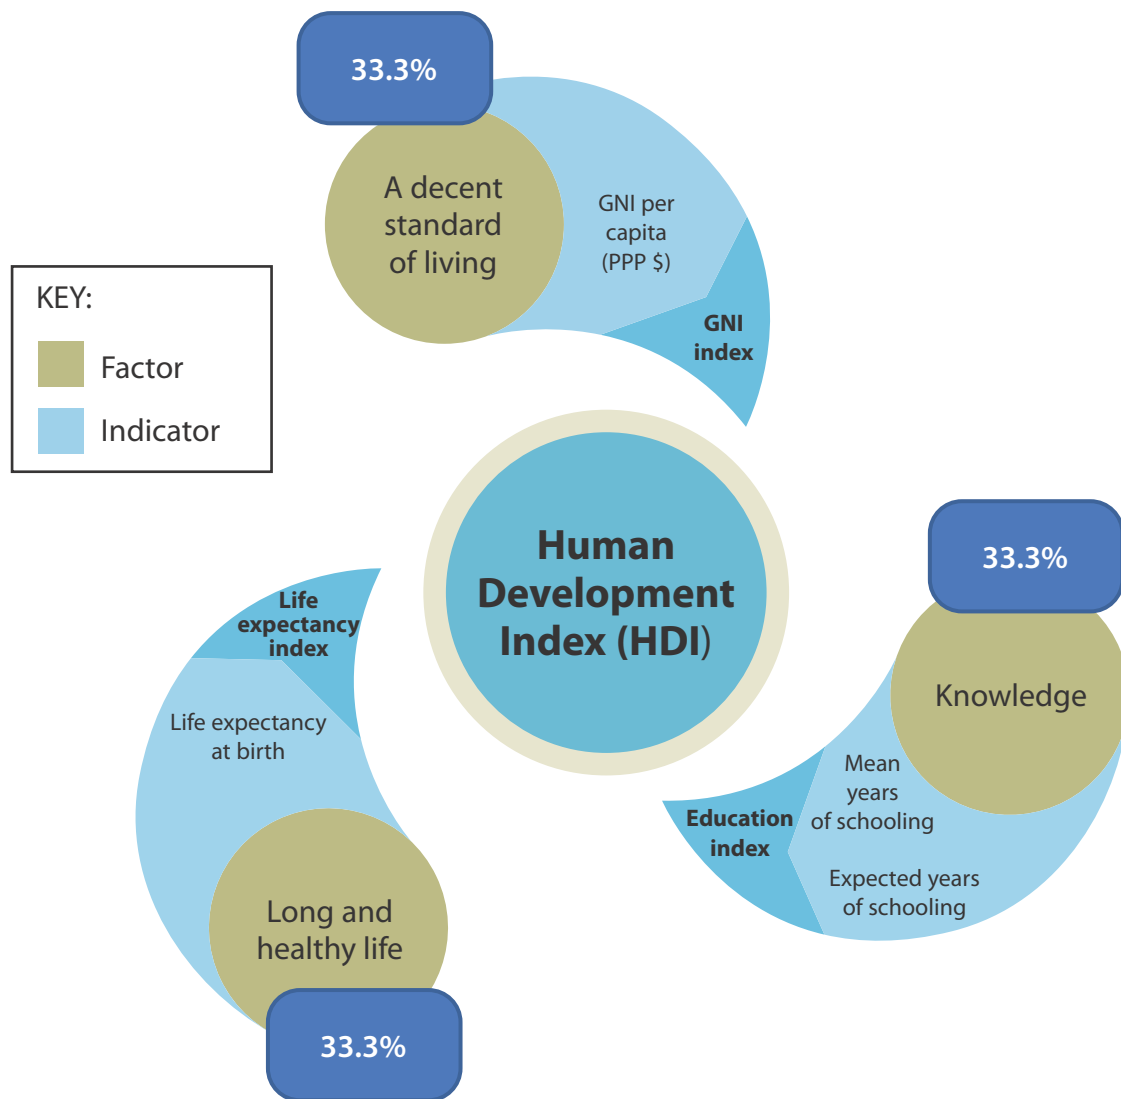 33.3%
A decent
standard
of living
GNI per
capita
(PPP $)
GNI
index
KEY:
Factor
Indicator
Human
Development
Index (HDI)
33.3%
Knowledge
Mean
years
of schooling
Expected years
of schooling
Education
index
Life
expectancy
index
Life expectancy
at birth
Long and
healthy life
33.3%